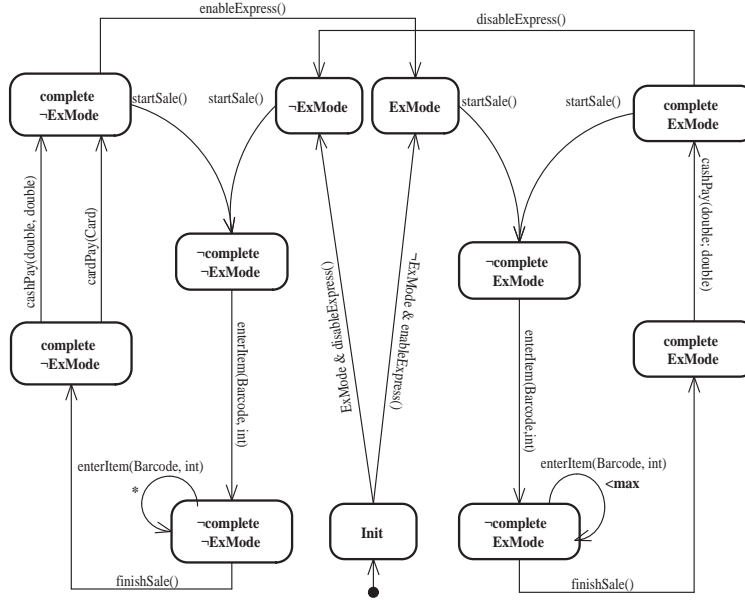 enableExpress()
disableExpress()
complete
¬ExMode
startSale()
startSale()
¬ExMode
ExMode
startSale()
startSale()
complete
ExMode
cashPay(double, double)
cardPay(Card)
¬complete
¬ExMode
ExMode & disableExpress()
¬ExMode & enableExpress()
¬complete
ExMode
cashPay(double; double)
complete
¬ExMode
enterItem(Barcode, int)
enterItem(Barcode,int)
complete
ExMode
enterItem(Barcode, int)
*
¬complete
¬ExMode
Init
enterItem(Barcode, int)
<max
¬complete
ExMode
finishSale()
finishSale()